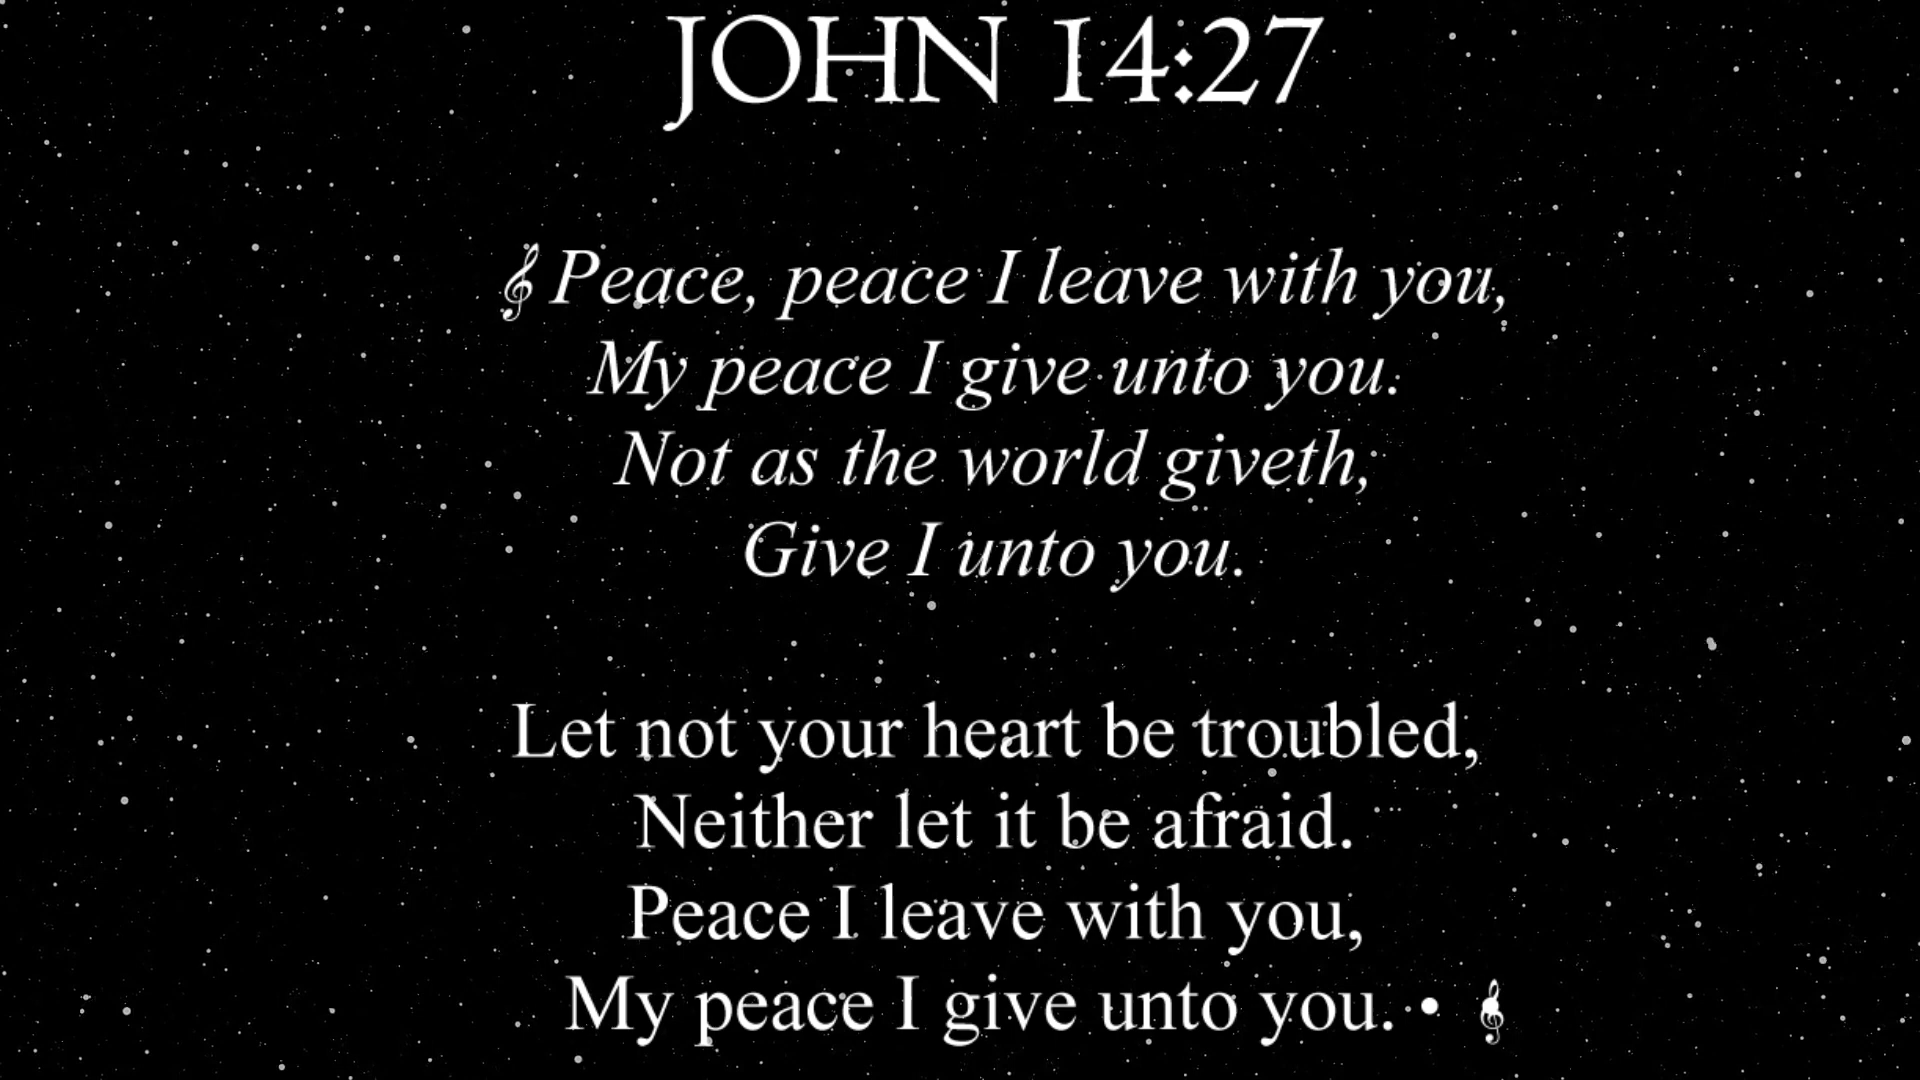 JOHN 14:27
𝄞 Peace, peace I leave with you,
My peace I give unto you.
Not as the world giveth,
Give I unto you.
Let not your heart be troubled,
Neither let it be afraid.
Peace I leave with you,
My peace I give unto you. • 𝄞